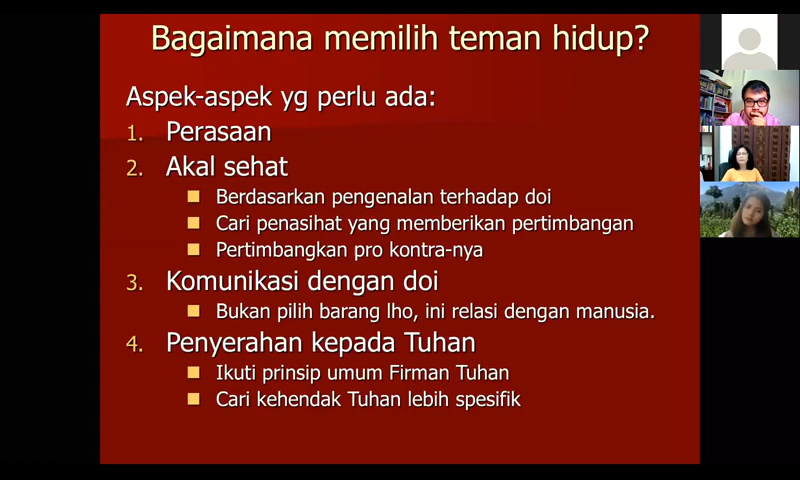 Bagaimana memilih teman hidup?
Aspek-aspek yg perlu ada:
1. Perasaan
2. Akal sehat
Berdasarkan pengenalan terhadap doi
Cari penasihat yang memberikan pertimbangan
Pertimbangkan pro kontra-nya
3. Komunikasi dengan doi
Bukan pilih barang lho, ini relasi dengan manusia.
4. Penyerahan kepada Tuhan
Ikuti prinsip umum Firman Tuhan
Cari kehendak Tuhan lebih spesifik